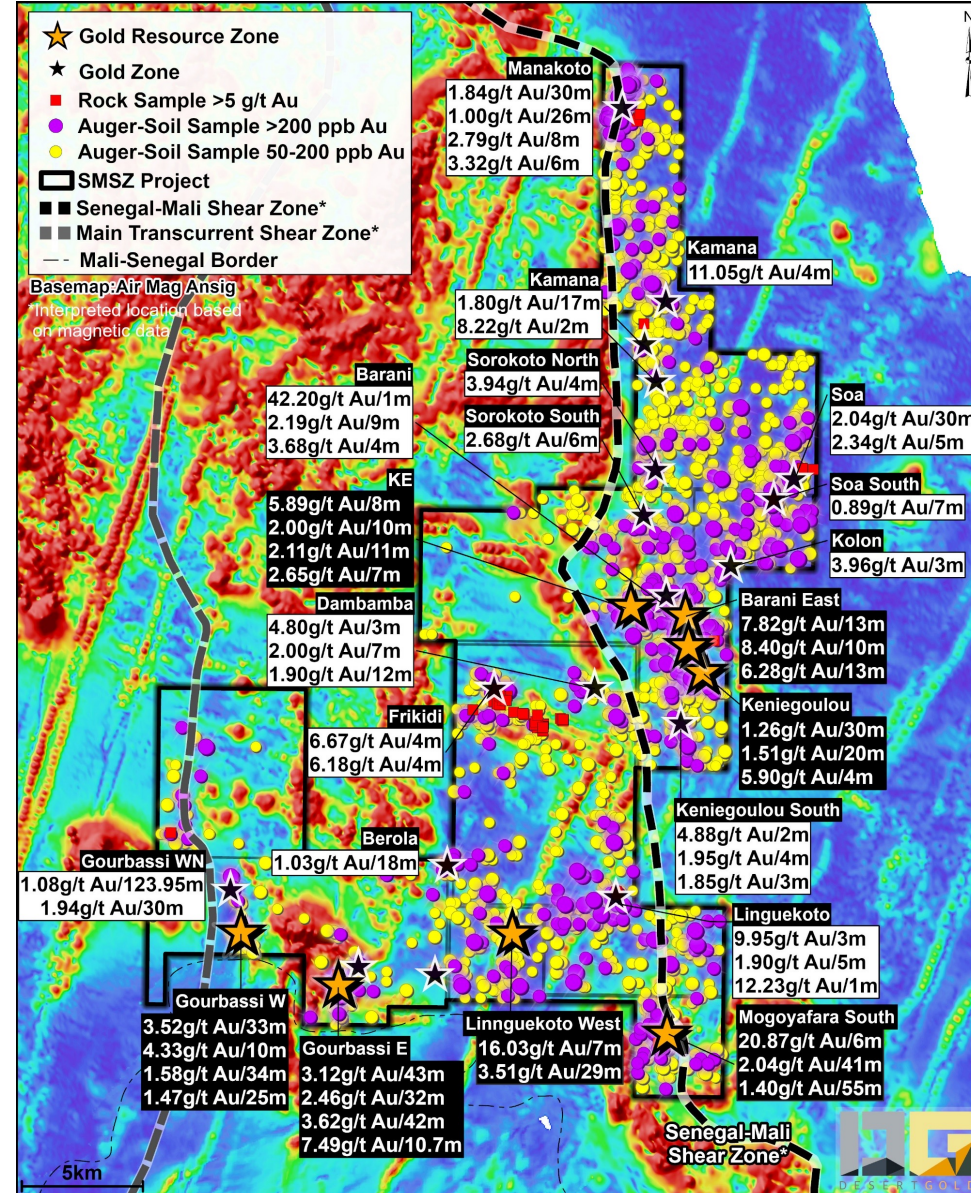 N
Gold Resource Zone
Gold Zone
Rock Sample >5 g/t Au
Auger-Soil Sample >200 ppb Au
Auger-Soil Sample 50-200 ppb Au
SMSZ Project
Senegal-Mali Shear Zone*
Main Transcurrent Shear Zone*
Mali-Senegal Border
Basemap:Air Mag Ansig
*Interpreted location based
on magnetic data
Manakoto
1.84g/t Au/30m
1.00g/t Au/26m
2.79g/t Au/8m
3.32g/t Au/6m
Kamana
11.05g/t Au/4m
Kamana
1.80g/t Au/17m
8.22g/t Au/2m
Sorokoto North
3.94g/t Au/4m
Sorokoto South
2.68g/t Au/6m
Barani
42.20g/t Au/1m
2.19g/t Au/9m
3.68g/t Au/4m
KE
5.89g/t Au/8m
2.00g/t Au/10m
2.11g/t Au/11m
2.65g/t Au/7m
Dambamba
4.80g/t Au/3m
2.00g/t Au/7m
1.90g/t Au/12m
Frikidi
6.67g/t Au/4m
6.18g/t Au/4m
Berola
1.03g/t Au/18m
Soa
2.04g/t Au/30m
2.34g/t Au/5m
Soa South
0.89g/t Au/7m
Kolon
3.96g/t Au/3m
Barani East
7.82g/t Au/13m
8.40g/t Au/10m
6.28g/t Au/13m
Keniegoulou
1.26g/t Au/30m
1.51g/t Au/20m
5.90g/t Au/4m
Keniegoulou South
4.88g/t Au/2m
1.95g/t Au/4m
1.85g/t Au/3m
Linguekoto
9.95g/t Au/3m
1.90g/t Au/5m
12.23g/t Au/1m
Mogoyafara South
20.87g/t Au/6m
2.04g/t Au/41m
1.40g/t Au/55m
Gourbassi WN
1.08g/t Au/123.95m
1.94g/t Au/30m
Gourbassi W
3.52g/t Au/33m
4.33g/t Au/10m
1.58g/t Au/34m
1.47g/t Au/25m
Gourbassi E
3.12g/t Au/43m
2.46g/t Au/32m
3.62g/t Au/42m
7.49g/t Au/10.7m
Linnguekoto West
16.03g/t Au/7m
3.51g/t Au/29m
Senegal-Mali
Shear Zone*
5km
DESERTGOLD